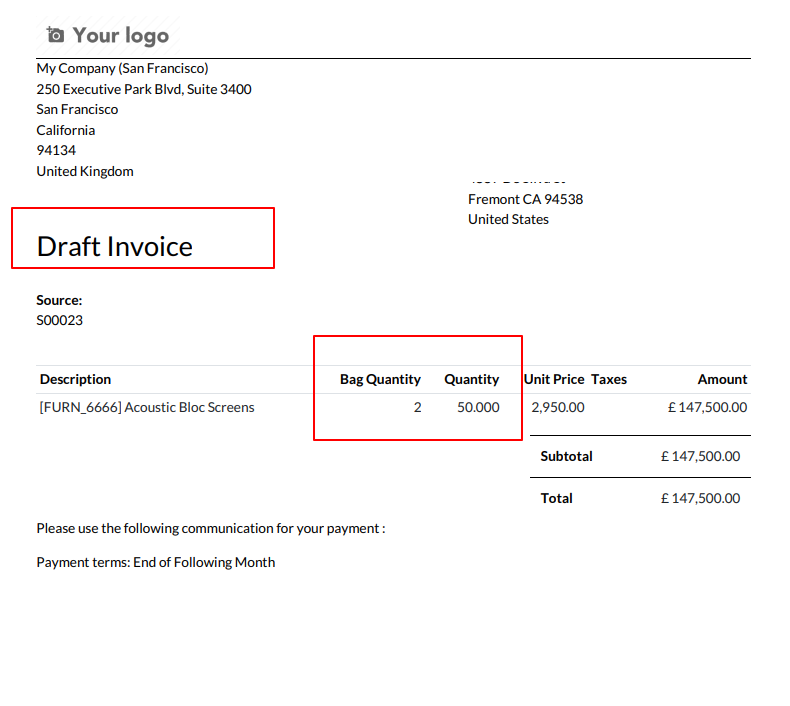 Your logo
My Company (San Francisco)
250 Executive Park Blvd, Suite 3400
San Francisco
California
94134
United Kingdom
Fremont CA 94538
United States
Draft Invoice
Source:
S00023
Description Bag Quantity Quantity Unit Price Taxes Amount
[FURN_6666] Acoustic Bloc Screens 2 50.000 2,950.00 £ 147,500.00
Subtotal £ 147,500.00
Total £ 147,500.00
Please use the following communication for your payment :
Payment terms: End of Following Month